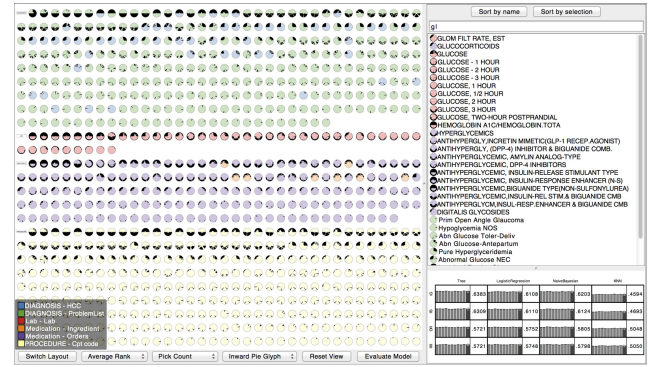 Sort by name
Sort by selection
gl
GLOM FILT RATE, EST
GLUCOCORTICOIDS
GLUCOSE
GLUCOSE - 1 HOUR
GLUCOSE - 2 HOUR
GLUCOSE - 3 HOUR
GLUCOSE, 1 HOUR
GLUCOSE, 1/2 HOUR
GLUCOSE, 2 HOUR
GLUCOSE, 3 HOUR
GLUCOSE, TWO-HOUR POSTPRANDIAL
HEMOGLOBIN A1C/HEMOGLOBIN.TOTA
HYPERGLYCEMICS
ANTIHYPERGLY,INCRETIN MIMETIC(GLP-1 RECEP.AGONIST)
ANTIHYPERGLY, (DPP-4) INHIBITOR & BIGUANIDE COMB.
ANTIHYPERGLYCEMIC, AMYLIN ANALOG-TYPE
ANTIHYPERGLYCEMIC, DPP-4 INHIBITORS
ANTIHYPERGLYCEMIC, INSULIN-RELEASE STIMULANT TYPE
ANTIHYPERGLYCEMIC, INSULIN-RESPONSE ENHANCER (N-S)
ANTIHYPERGLYCEMIC,BIGUANIDE TYPE(NON-SULFONYLUREA)
ANTIHYPERGLYCEMIC,INSULIN-REL STIM.& BIGUANIDE CMB
ANTIHYPERGLYCM,INSUL-RESP.ENHANCER & BIGUANIDE CMB
DIGITALIS GLYCOSIDES
Prim Open Angle Glaucoma
Hypoglycemia NOS
Abn Glucose Toler-Deliv
Abn Glucose-Antepartum
Pure Hyperglyceridemia
Abnormal Glucose NEC
Tree LogisticRegression NaiveBayesian KNN
.6363 .6108 .6203 .4594
.6309 .6110 .6124 .4693
.5721 .5752 .5805 .5048
.5721 .5748 .5798 .5050
DIAGNOSIS - HCC
DIAGNOSIS - ProblemList
Lab - Lab
Medication - Ingredient
Medication - Orders
PROCEDURE - Cpt code
Switch Layout
Average Rank
Pick Count
Inward Pie Glyph
Reset View
Evaluate Model